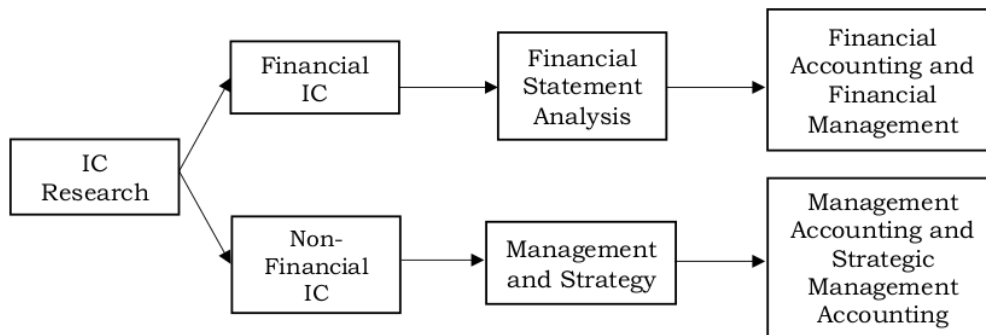 IC
Research
Financial
IC
Financial
Statement
Analysis
Financial
Accounting and
Financial
Management
Non-
Financial
IC
Management
and Strategy
Management
Accounting and
Strategic
Management
Accounting